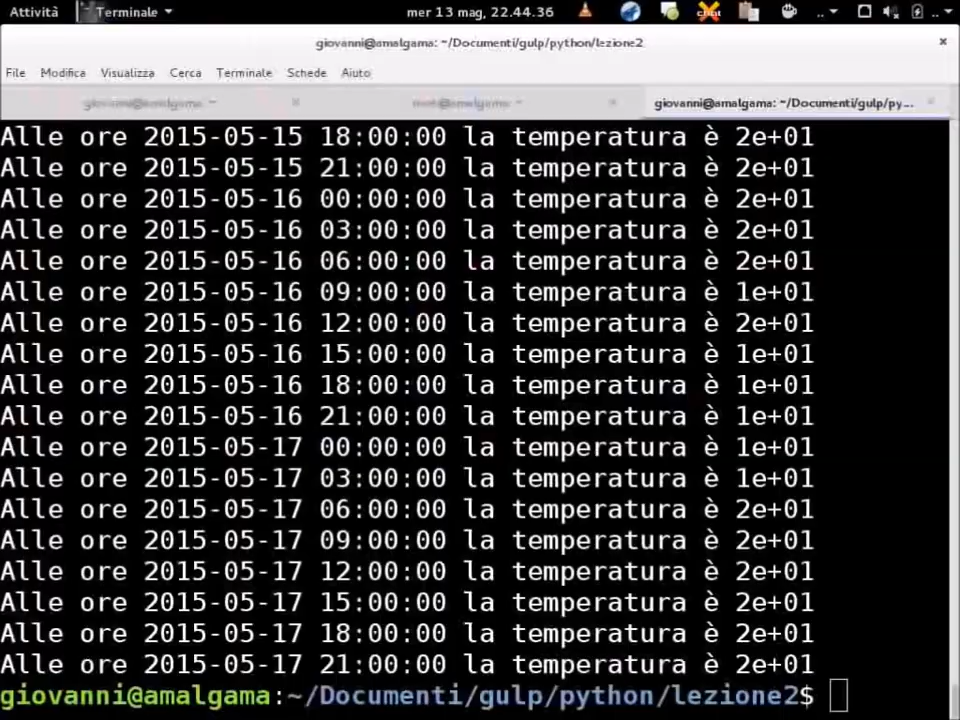 Attività Terminale mer 13 mag, 22.44.36
giovanni@amalgama: ~/Documenti/gulp/python/lezione2
File Modifica Visualizza Cerca Terminale Schede Aiuto
giovanni@amalgama giovanni@amalgama: ~/Documenti/gulp/py...
Alle ore 2015-05-15 18:00:00 la temperatura è 2e+01
Alle ore 2015-05-15 21:00:00 la temperatura è 2e+01
Alle ore 2015-05-16 00:00:00 la temperatura è 2e+01
Alle ore 2015-05-16 03:00:00 la temperatura è 2e+01
Alle ore 2015-05-16 06:00:00 la temperatura è 2e+01
Alle ore 2015-05-16 09:00:00 la temperatura è 1e+01
Alle ore 2015-05-16 12:00:00 la temperatura è 2e+01
Alle ore 2015-05-16 15:00:00 la temperatura è 1e+01
Alle ore 2015-05-16 18:00:00 la temperatura è 1e+01
Alle ore 2015-05-16 21:00:00 la temperatura è 1e+01
Alle ore 2015-05-17 00:00:00 la temperatura è 1e+01
Alle ore 2015-05-17 03:00:00 la temperatura è 1e+01
Alle ore 2015-05-17 06:00:00 la temperatura è 2e+01
Alle ore 2015-05-17 09:00:00 la temperatura è 2e+01
Alle ore 2015-05-17 12:00:00 la temperatura è 2e+01
Alle ore 2015-05-17 15:00:00 la temperatura è 2e+01
Alle ore 2015-05-17 18:00:00 la temperatura è 2e+01
Alle ore 2015-05-17 21:00:00 la temperatura è 2e+01
giovanni@amalgama:~/Documenti/gulp/python/lezione2$